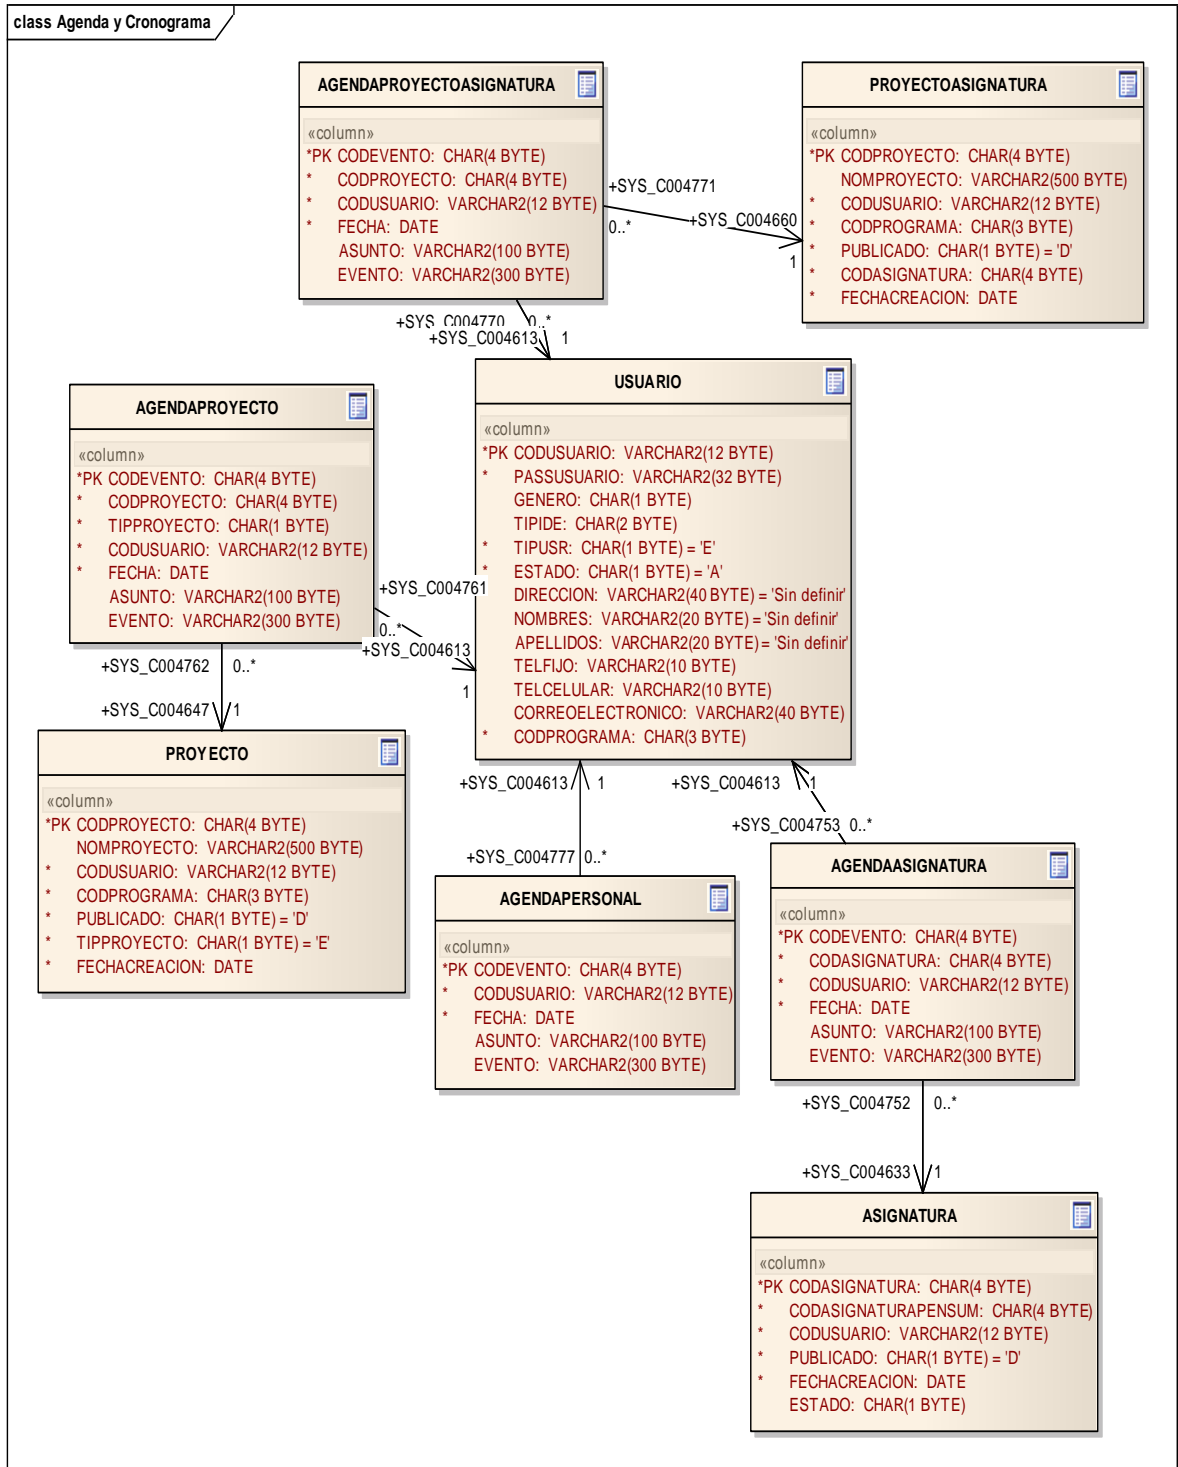 class Agenda y Cronograma
AGENDAPROYECTOASIGNATURA
«column»
*PK CODEVENTO: CHAR(4 BYTE)
* CODPROYECTO: CHAR(4 BYTE)
* CODUSUARIO: VARCHAR2(12 BYTE)
* FECHA: DATE
ASUNTO: VARCHAR2(100 BYTE)
EVENTO: VARCHAR2(300 BYTE)
PROYECTOASIGNATURA
«column»
*PK CODPROYECTO: CHAR(4 BYTE)
NOMPROYECTO: VARCHAR2(500 BYTE)
* CODUSUARIO: VARCHAR2(12 BYTE)
* CODPROGRAMA: CHAR(3 BYTE)
* PUBLICADO: CHAR(1 BYTE) = 'D'
* CODASIGNATURA: CHAR(4 BYTE)
* FECHACREACION: DATE
+SYS_C004771
0..*
+SYS_C004660
1
+SYS_C004770
0..*
+SYS_C004613
1
USUARIO
«column»
*PK CODUSUARIO: VARCHAR2(12 BYTE)
* PASSUSUARIO: VARCHAR2(32 BYTE)
GENERO: CHAR(1 BYTE)
TIPIDE: CHAR(2 BYTE)
* TIPUSR: CHAR(1 BYTE) = 'E'
* ESTADO: CHAR(1 BYTE) = 'A'
DIRECCION: VARCHAR2(40 BYTE) = 'Sin definir'
NOMBRES: VARCHAR2(20 BYTE) = 'Sin definir'
APELLIDOS: VARCHAR2(20 BYTE) = 'Sin definir'
TELFIJO: VARCHAR2(10 BYTE)
TELCELULAR: VARCHAR2(10 BYTE)
CORREOELECTRONICO: VARCHAR2(40 BYTE)
* CODPROGRAMA: CHAR(3 BYTE)
AGENDAPROYECTO
«column»
*PK CODEVENTO: CHAR(4 BYTE)
* CODPROYECTO: CHAR(4 BYTE)
* TIPPROYECTO: CHAR(1 BYTE)
* CODUSUARIO: VARCHAR2(12 BYTE)
* FECHA: DATE
ASUNTO: VARCHAR2(100 BYTE)
EVENTO: VARCHAR2(300 BYTE)
+SYS_C004761
0..*
+SYS_C004613
1
+SYS_C004762
0..*
+SYS_C004647
1
PROYECTO
«column»
*PK CODPROYECTO: CHAR(4 BYTE)
NOMPROYECTO: VARCHAR2(500 BYTE)
* CODUSUARIO: VARCHAR2(12 BYTE)
* CODPROGRAMA: CHAR(3 BYTE)
* PUBLICADO: CHAR(1 BYTE) = 'D'
* TIPPROYECTO: CHAR(1 BYTE) = 'E'
* FECHACREACION: DATE
+SYS_C004613
1
+SYS_C004777
0..*
AGENDAPERSONAL
«column»
*PK CODEVENTO: CHAR(4 BYTE)
* CODUSUARIO: VARCHAR2(12 BYTE)
* FECHA: DATE
ASUNTO: VARCHAR2(100 BYTE)
EVENTO: VARCHAR2(300 BYTE)
+SYS_C004613
1
+SYS_C004753
0..*
AGENDAASIGNATURA
«column»
*PK CODEVENTO: CHAR(4 BYTE)
* CODASIGNATURA: CHAR(4 BYTE)
* CODUSUARIO: VARCHAR2(12 BYTE)
* FECHA: DATE
ASUNTO: VARCHAR2(100 BYTE)
EVENTO: VARCHAR2(300 BYTE)
+SYS_C004752
0..*
+SYS_C004633
1
ASIGNATURA
«column»
*PK CODASIGNATURA: CHAR(4 BYTE)
* CODASIGNATURAPENSUM: CHAR(4 BYTE)
* CODUSUARIO: VARCHAR2(12 BYTE)
* PUBLICADO: CHAR(1 BYTE) = 'D'
* FECHACREACION: DATE
ESTADO: CHAR(1 BYTE)